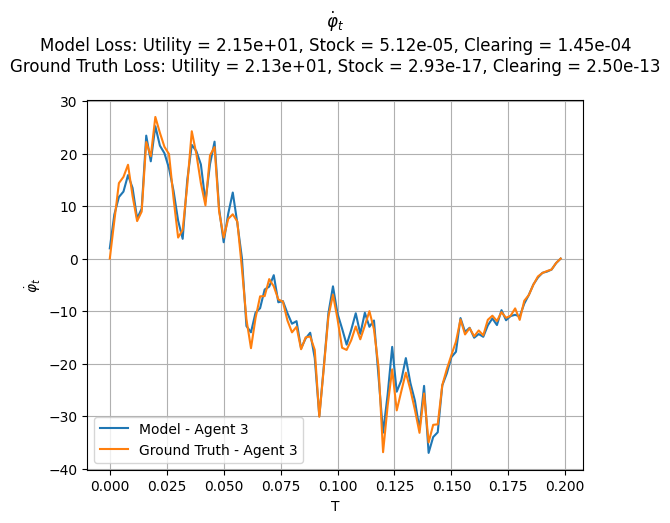 φ̇ₜ
Model Loss: Utility = 2.15e+01, Stock = 5.12e-05, Clearing = 1.45e-04
Ground Truth Loss: Utility = 2.13e+01, Stock = 2.93e-17, Clearing = 2.50e-13
30
20
10
0
−10
−20
−30
−40
φ̇ₜ
Model - Agent 3
Ground Truth - Agent 3
0.000 0.025 0.050 0.075 0.100 0.125 0.150 0.175 0.200
T